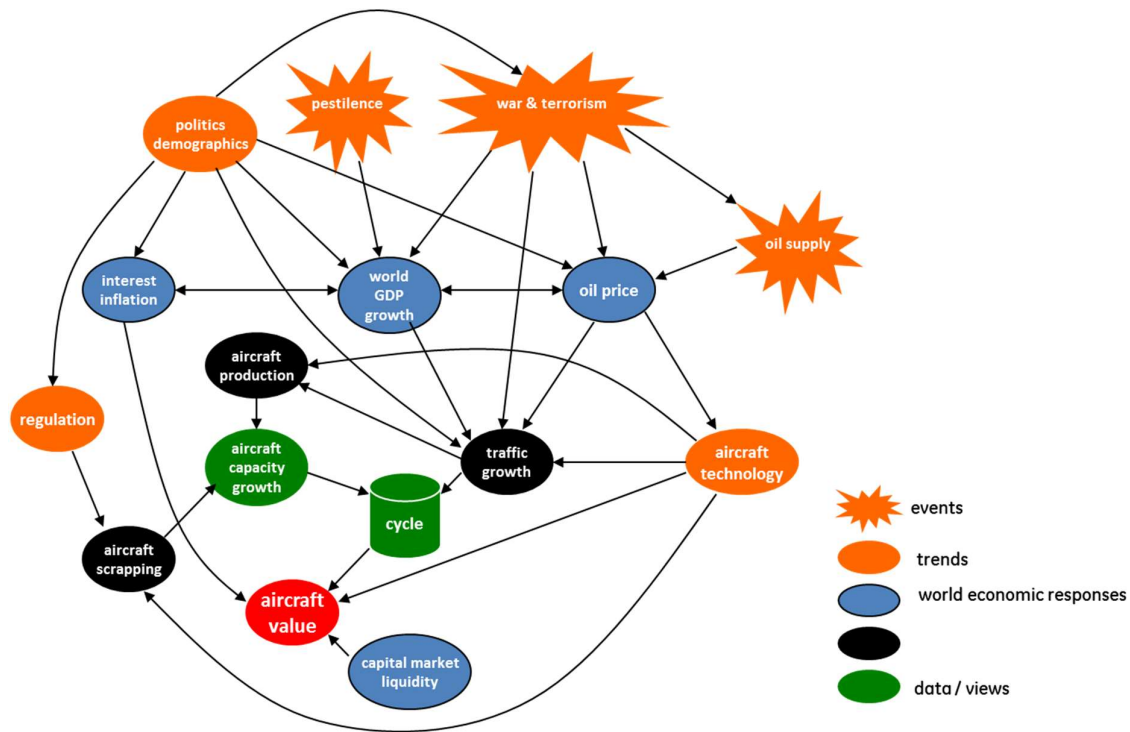 pestilence
war & terrorism
politics
demographics
oil supply
interest
inflation
world
GDP
growth
oil price
aircraft
production
regulation
aircraft
capacity
growth
traffic
growth
aircraft
technology
cycle
events
aircraft
scrapping
trends
world economic responses
aircraft
value
capital market
liquidity
data / views